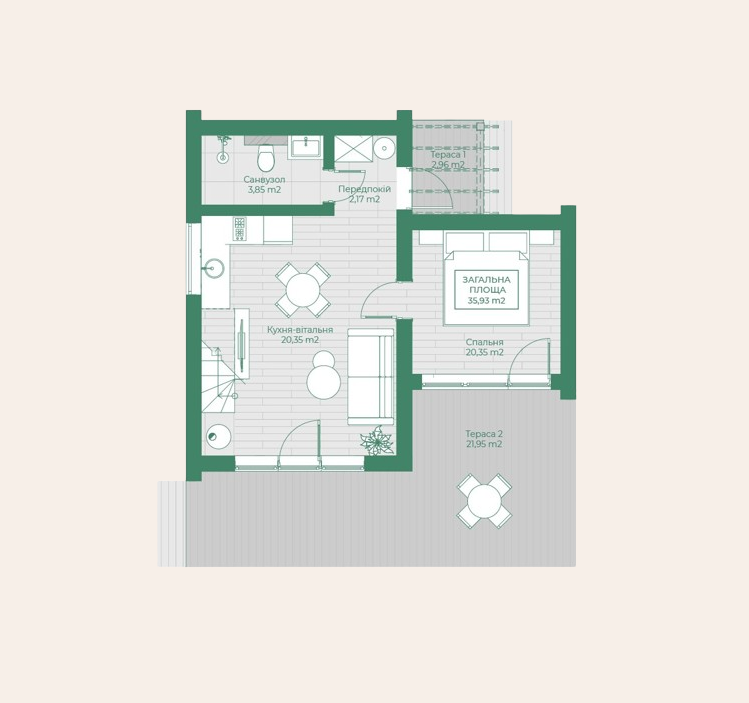 Тераса 1
2,96 m2
Санвузол
3,85 m2
Передпокій
2,17 m2
ЗАГАЛЬНА
ПЛОЩА
35,93 m2
Кухня-вітальня
20,35 m2
Спальня
20,35 m2
Тераса 2
21,95 m2